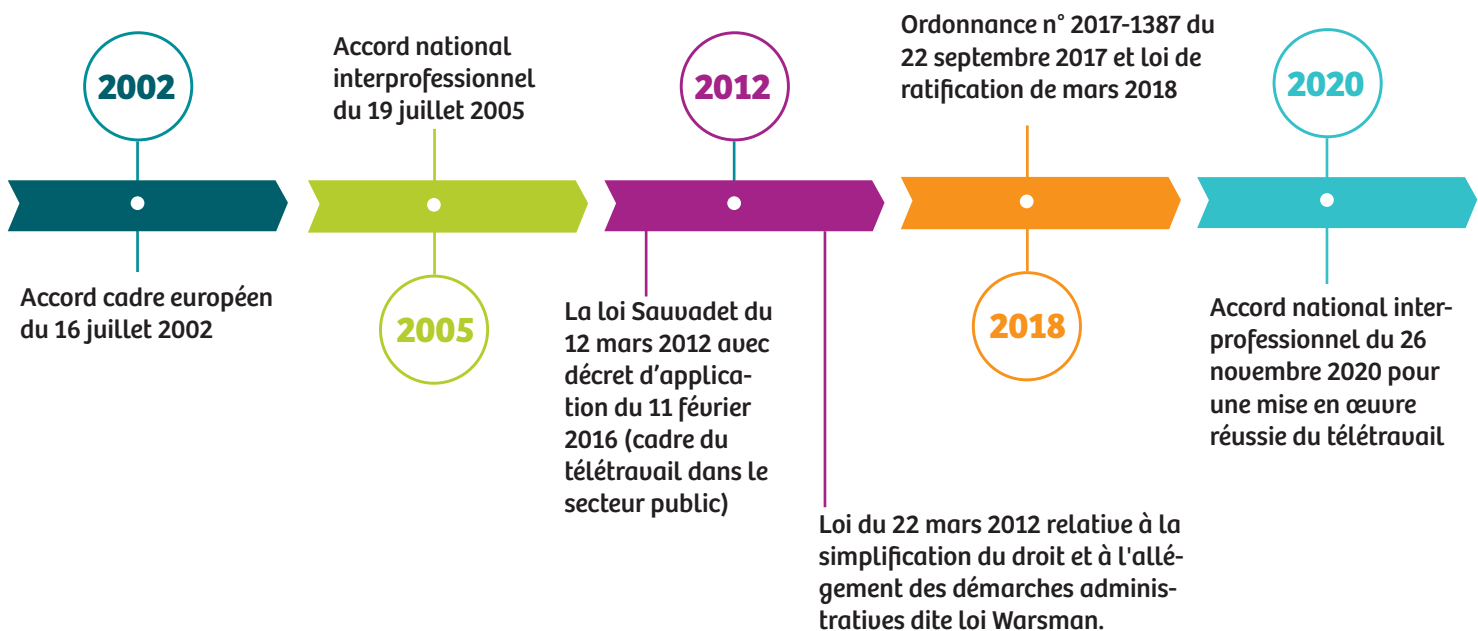 2002
Accord cadre européen
du 16 juillet 2002
Accord national
interprofessionnel
du 19 juillet 2005
2005
2012
La loi Sauvadet du
12 mars 2012 avec
décret d’applica-
tion du 11 février
2016 (cadre du
télétravail dans le
secteur public)
Loi du 22 mars 2012 relative à la
simplification du droit et à l'allé-
gement des démarches adminis-
tratives dite loi Warsman.
Ordonnance n° 2017-1387 du
22 septembre 2017 et loi de
ratification de mars 2018
2018
2020
Accord national inter-
professionnel du 26
novembre 2020 pour
une mise en œuvre
réussie du télétravail